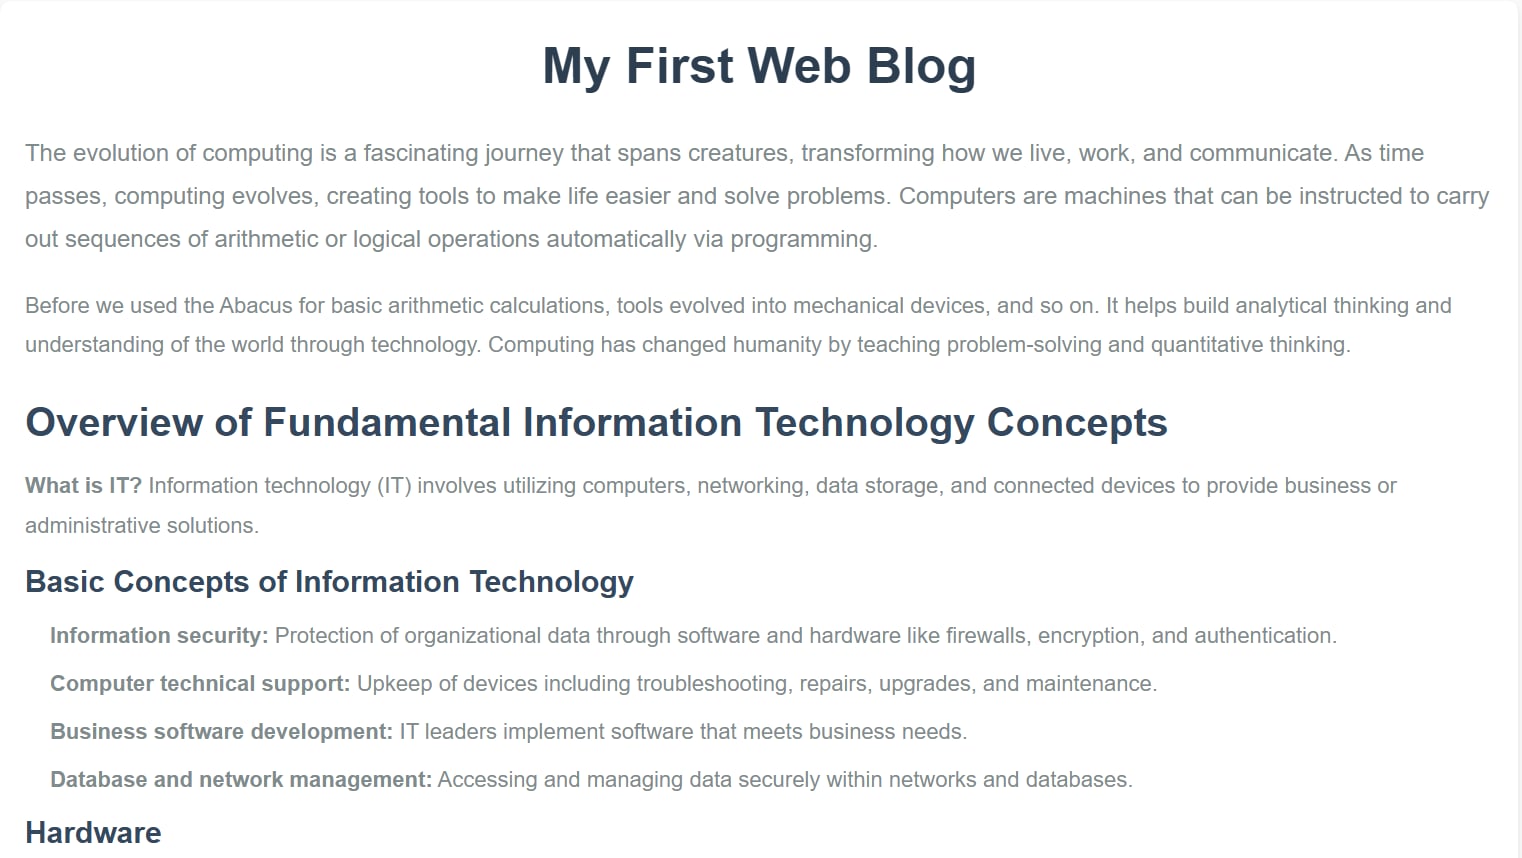 My First Web Blog
The evolution of computing is a fascinating journey that spans creatures, transforming how we live, work, and communicate. As time
passes, computing evolves, creating tools to make life easier and solve problems. Computers are machines that can be instructed to carry
out sequences of arithmetic or logical operations automatically via programming.
Before we used the Abacus for basic arithmetic calculations, tools evolved into mechanical devices, and so on. It helps build analytical thinking and
understanding of the world through technology. Computing has changed humanity by teaching problem-solving and quantitative thinking.
Overview of Fundamental Information Technology Concepts
What is IT? Information technology (IT) involves utilizing computers, networking, data storage, and connected devices to provide business or
administrative solutions.
Basic Concepts of Information Technology
Information security: Protection of organizational data through software and hardware like firewalls, encryption, and authentication.
Computer technical support: Upkeep of devices including troubleshooting, repairs, upgrades, and maintenance.
Business software development: IT leaders implement software that meets business needs.
Database and network management: Accessing and managing data securely within networks and databases.
Hardware